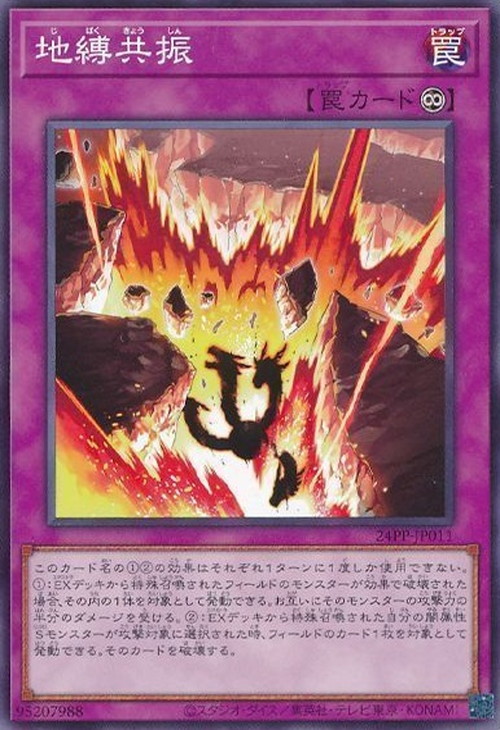 地縛共振
罠
【罠カード】
24PP-JP011
このカード名の①②の効果はそれぞれ1ターンに1度しか使用できない。
①:EXデッキから特殊召喚されたフィールドのモンスターが効果で破壊された
場合、その内の1体を対象として発動できる。お互いにそのモンスターの攻撃力の
半分のダメージを受ける。②:EXデッキから特殊召喚された自分の闇属性
Sモンスターが攻撃対象に選択された時、フィールドのカード1枚を対象として
発動できる。そのカードを破壊する。
95207988
©スタジオ・ダイス/集英社・テレビ東京・KONAMI